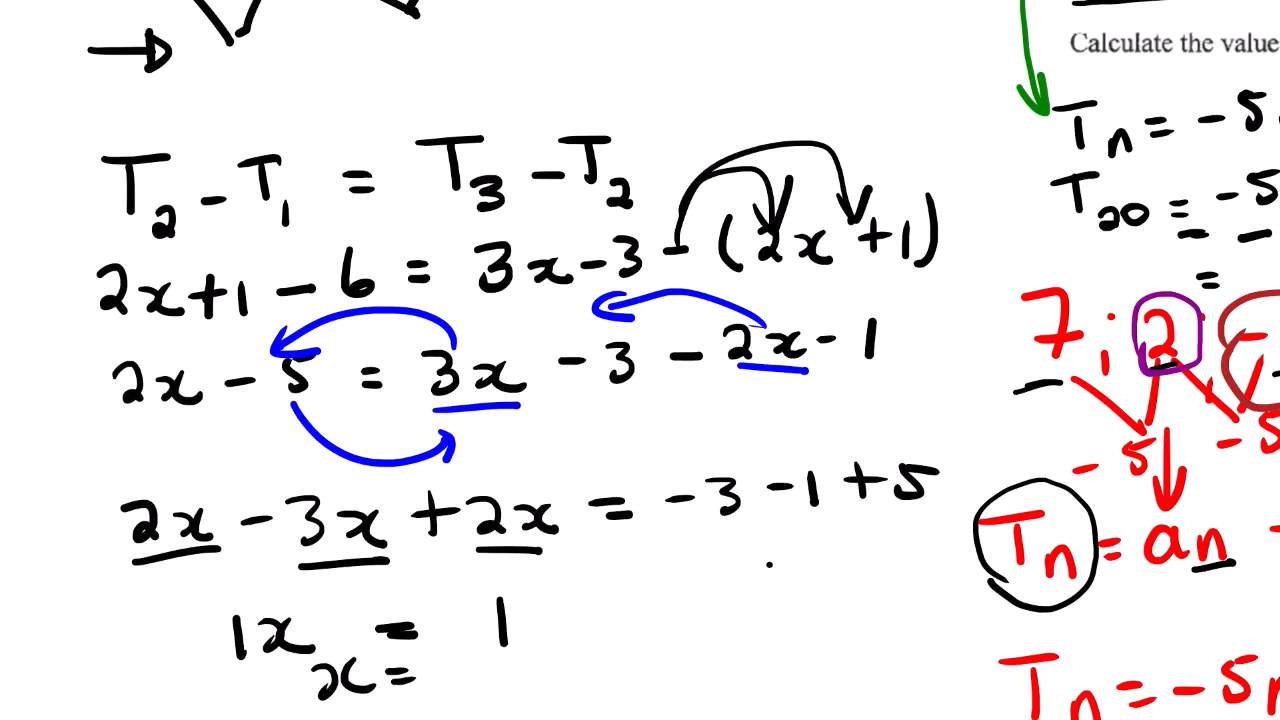 T₂ - T₁ = T₃ - T₂
2x+1 - 6 = 3x-3 - (2x+1)
2x - 5 = 3x - 3 - 2x - 1
2x - 3x + 2x = -3 -1 +5
1x = 1
x =
Calculate the value
Tn = -5
T20 = -5
=
7 ; 2 ;
-5 -5
Tn = an
Tn = -5n